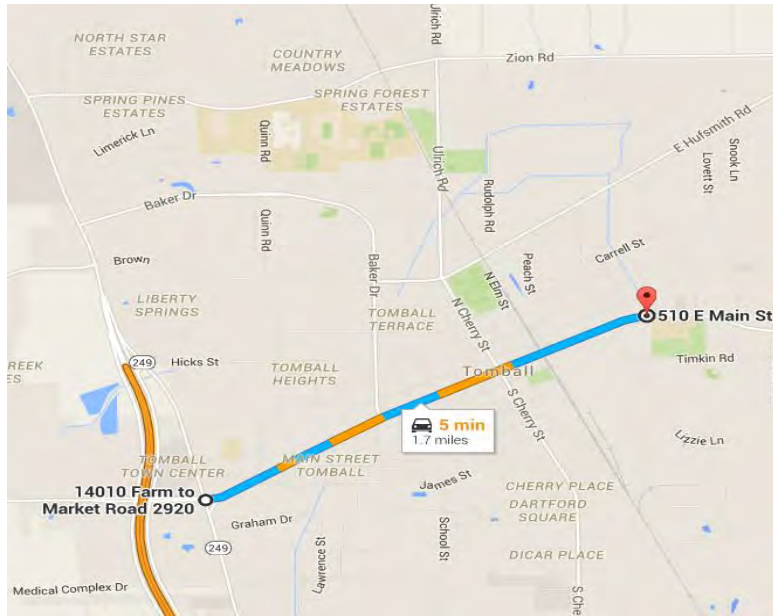 Ulrich Rd
NORTH STAR
ESTATES
COUNTRY
MEADOWS
Zion Rd
SPRING PINES
ESTATES
SPRING FOREST
ESTATES
Limerick Ln
Quinn Rd
Ulrich Rd
E Hufsmith Rd
Snook Ln
Lovett St
Rudolph Rd
Baker Dr
Quinn Rd
Brown
Baker Dr
N Elm St
Peach St
Carrell St
LIBERTY
SPRINGS
TOMBALL
TERRACE
N Cherry St
510 E Main St
249
Hicks St
CREEK
ES
TOMBALL
HEIGHTS
Tomball
Timkin Rd
5 min
1.7 miles
S Cherry St
Lizzie Ln
TOMBALL
TOWN CENTER
MAIN STREET
TOMBALL
14010 Farm to
Market Road 2920
James St
CHERRY PLACE
DARTFORD
SQUARE
Graham Dr
249
Lawrence St
School St
DICAR PLACE
Medical Complex Dr
S Che